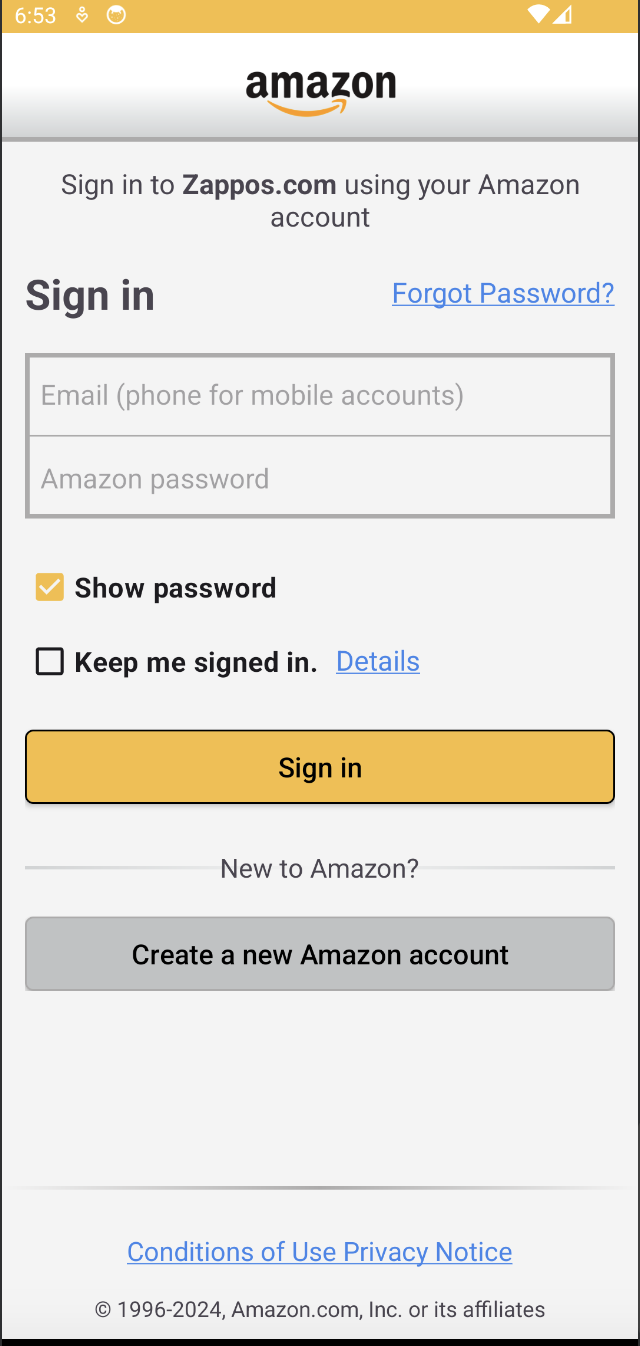 6:53
amazon
Sign in to Zappos.com using your Amazon
account
Sign in
Forgot Password?
Email (phone for mobile accounts)
Amazon password
Show password
Keep me signed in. Details
Sign in
New to Amazon?
Create a new Amazon account
Conditions of Use Privacy Notice
© 1996-2024, Amazon.com, Inc. or its affiliates